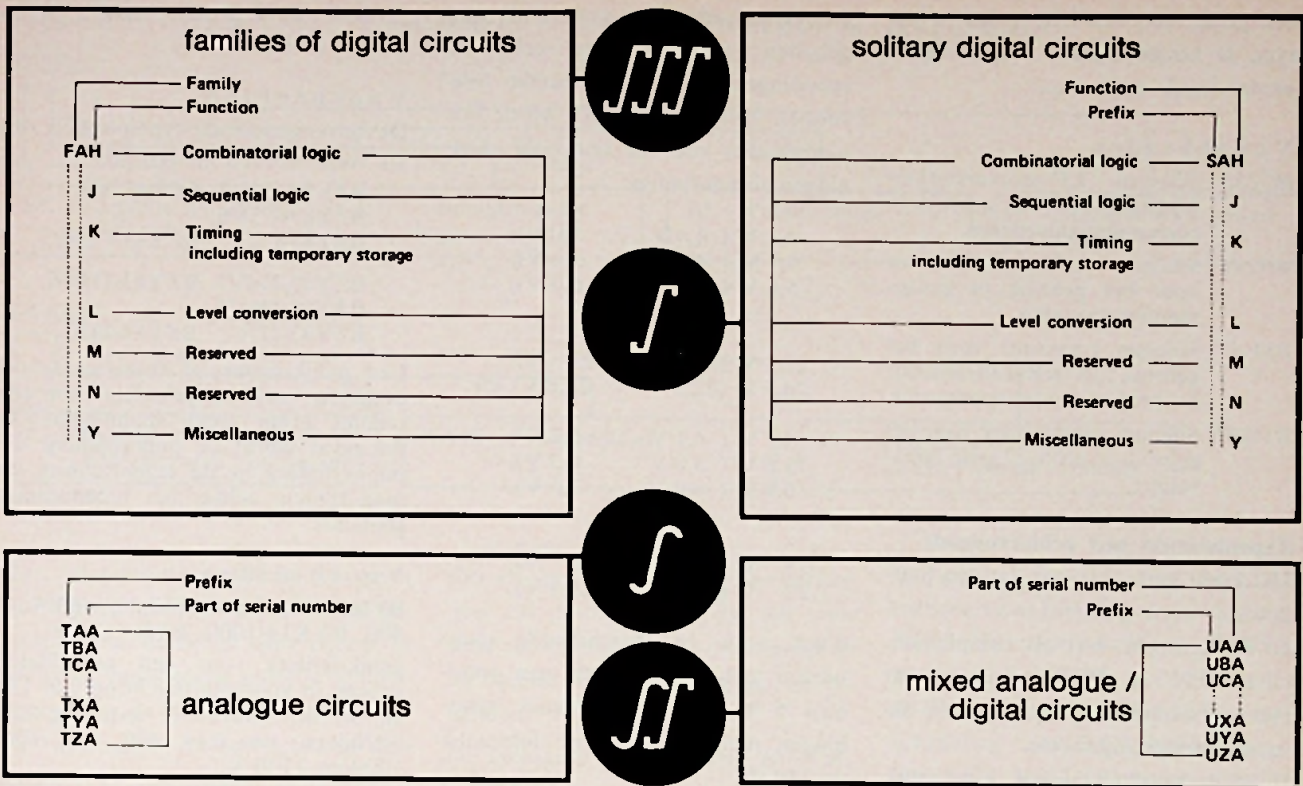 families of digital circuits
Family
Function
FAH Combinatorial logic
J Sequential logic
K Timing
including temporary storage
L Level conversion
M Reserved
N Reserved
Y Miscellaneous
solitary digital circuits
Function
Prefix
Combinatorial logic SAH
Sequential logic J
Timing K
including temporary storage
Level conversion L
Reserved M
Reserved N
Miscellaneous Y
Prefix
Part of serial number
TAA
TBA
TCA
TXA
TYA
TZA
analogue circuits
Part of serial number
Prefix
UAA
UBA
UCA
UXA
UYA
UZA
mixed analogue /
digital circuits